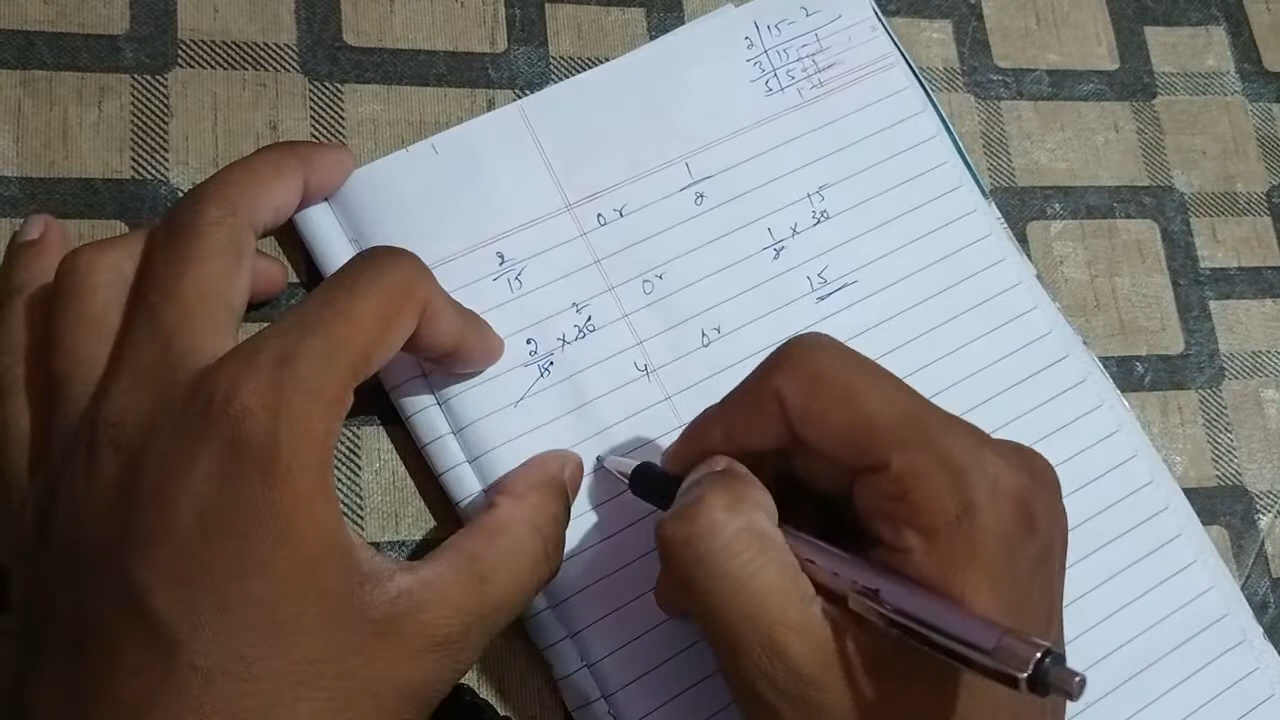 2 | 15 - 2
3 | 15 - 1
5 | 5 - 1
1 - 1
2/15 or 1/2
2/15 × 30 2 or 1/2 × 30 15
4 or 15